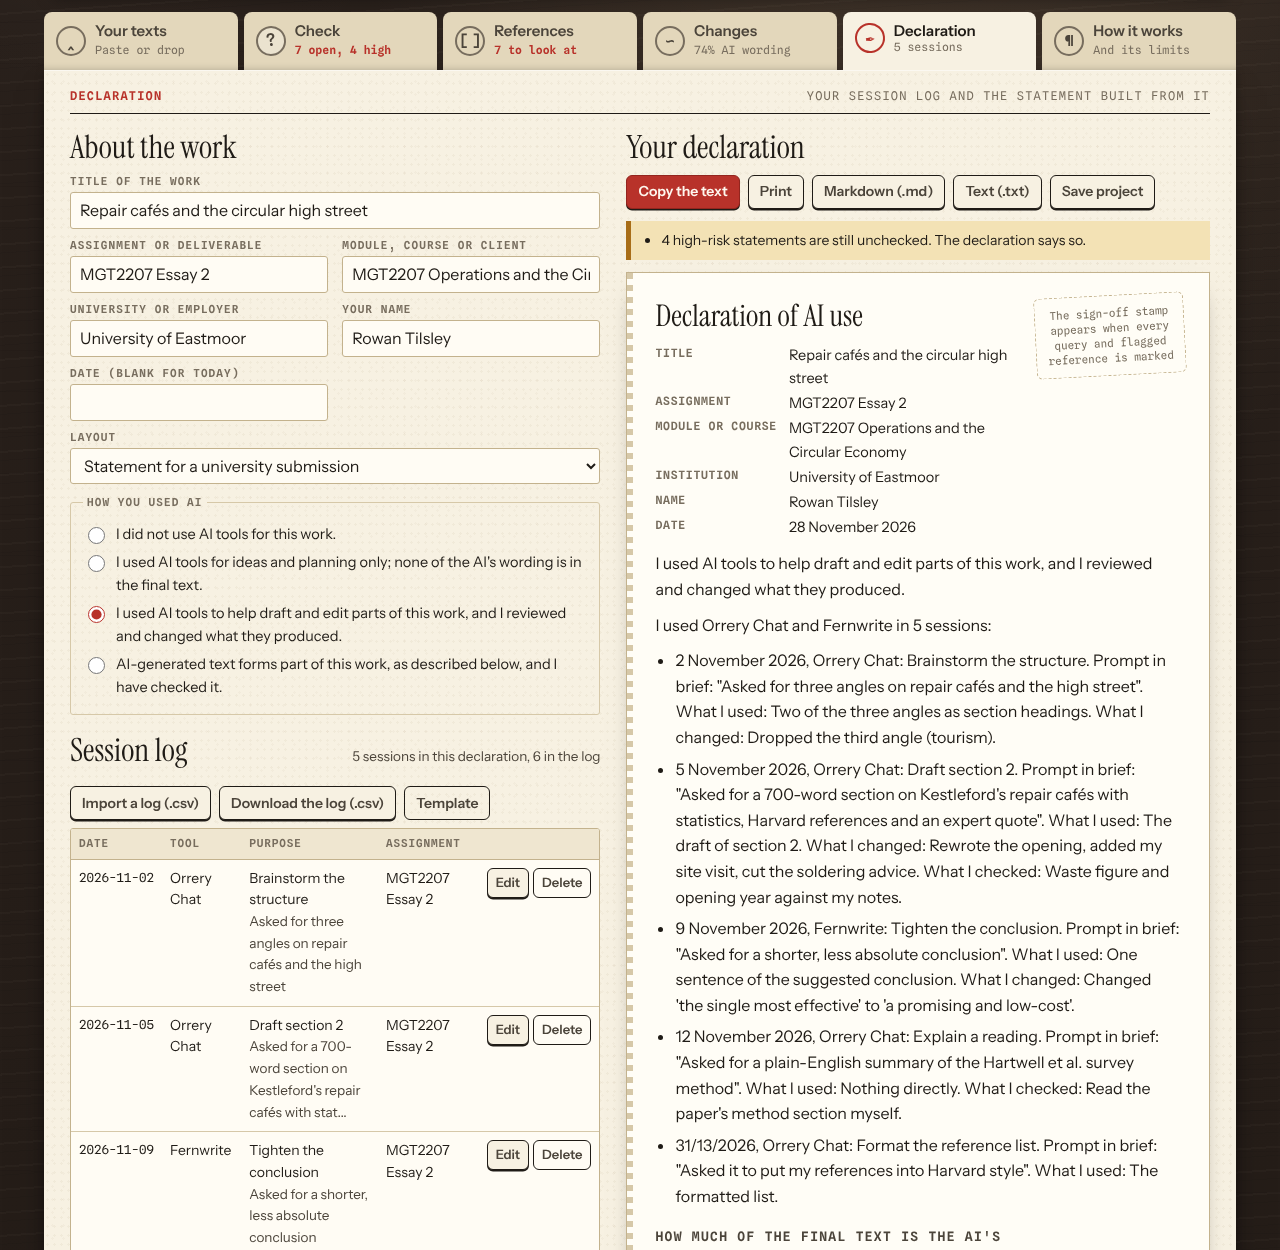 Your texts
Paste or drop
?
Check
7 open, 4 high
[ ]
References
7 to look at
Changes
74% AI wording
Declaration
5 sessions
¶
How it works
And its limits
DECLARATION
YOUR SESSION LOG AND THE STATEMENT BUILT FROM IT
About the work
TITLE OF THE WORK
Repair cafés and the circular high street
ASSIGNMENT OR DELIVERABLE
MODULE, COURSE OR CLIENT
MGT2207 Essay 2
MGT2207 Operations and the Cir
UNIVERSITY OR EMPLOYER
YOUR NAME
University of Eastmoor
Rowan Tilsley
DATE (BLANK FOR TODAY)
LAYOUT
Statement for a university submission
HOW YOU USED AI
I did not use AI tools for this work.
I used AI tools for ideas and planning only; none of the AI's wording is in
the final text.
I used AI tools to help draft and edit parts of this work, and I reviewed
and changed what they produced.
AI-generated text forms part of this work, as described below, and I
have checked it.
Session log
5 sessions in this declaration, 6 in the log
Import a log (.csv)
Download the log (.csv)
Template
DATE TOOL PURPOSE ASSIGNMENT
2026-11-02
Orrery
Chat
Brainstorm the
structure
Asked for three
angles on repair
cafés and the high
street
MGT2207
Essay 2
Edit
Delete
2026-11-05
Orrery
Chat
Draft section 2
Asked for a 700-
word section on
Kestleford's repair
cafés with stat...
MGT2207
Essay 2
Edit
Delete
2026-11-09
Fernwrite
Tighten the
conclusion
Asked for a shorter,
less absolute
conclusion
MGT2207
Essay 2
Edit
Delete
Your declaration
Copy the text
Print
Markdown (.md)
Text (.txt)
Save project
4 high-risk statements are still unchecked. The declaration says so.
Declaration of AI use
The sign-off stamp
appears when every
query and flagged
reference is marked
TITLE
Repair cafés and the circular high
street
ASSIGNMENT
MGT2207 Essay 2
MODULE OR COURSE
MGT2207 Operations and the
Circular Economy
INSTITUTION
University of Eastmoor
NAME
Rowan Tilsley
DATE
28 November 2026
I used AI tools to help draft and edit parts of this work, and I reviewed
and changed what they produced.
I used Orrery Chat and Fernwrite in 5 sessions:
2 November 2026, Orrery Chat: Brainstorm the structure. Prompt in
brief: "Asked for three angles on repair cafés and the high street".
What I used: Two of the three angles as section headings. What I
changed: Dropped the third angle (tourism).
5 November 2026, Orrery Chat: Draft section 2. Prompt in brief:
"Asked for a 700-word section on Kestleford's repair cafés with
statistics, Harvard references and an expert quote". What I used: The
draft of section 2. What I changed: Rewrote the opening, added my
site visit, cut the soldering advice. What I checked: Waste figure and
opening year against my notes.
9 November 2026, Fernwrite: Tighten the conclusion. Prompt in brief:
"Asked for a shorter, less absolute conclusion". What I used: One
sentence of the suggested conclusion. What I changed: Changed
'the single most effective' to 'a promising and low-cost'.
12 November 2026, Orrery Chat: Explain a reading. Prompt in brief:
"Asked for a plain-English summary of the Hartwell et al. survey
method". What I used: Nothing directly. What I checked: Read the
paper's method section myself.
31/13/2026, Orrery Chat: Format the reference list. Prompt in brief:
"Asked it to put my references into Harvard style". What I used: The
formatted list.
HOW MUCH OF THE FINAL TEXT IS THE AI'S